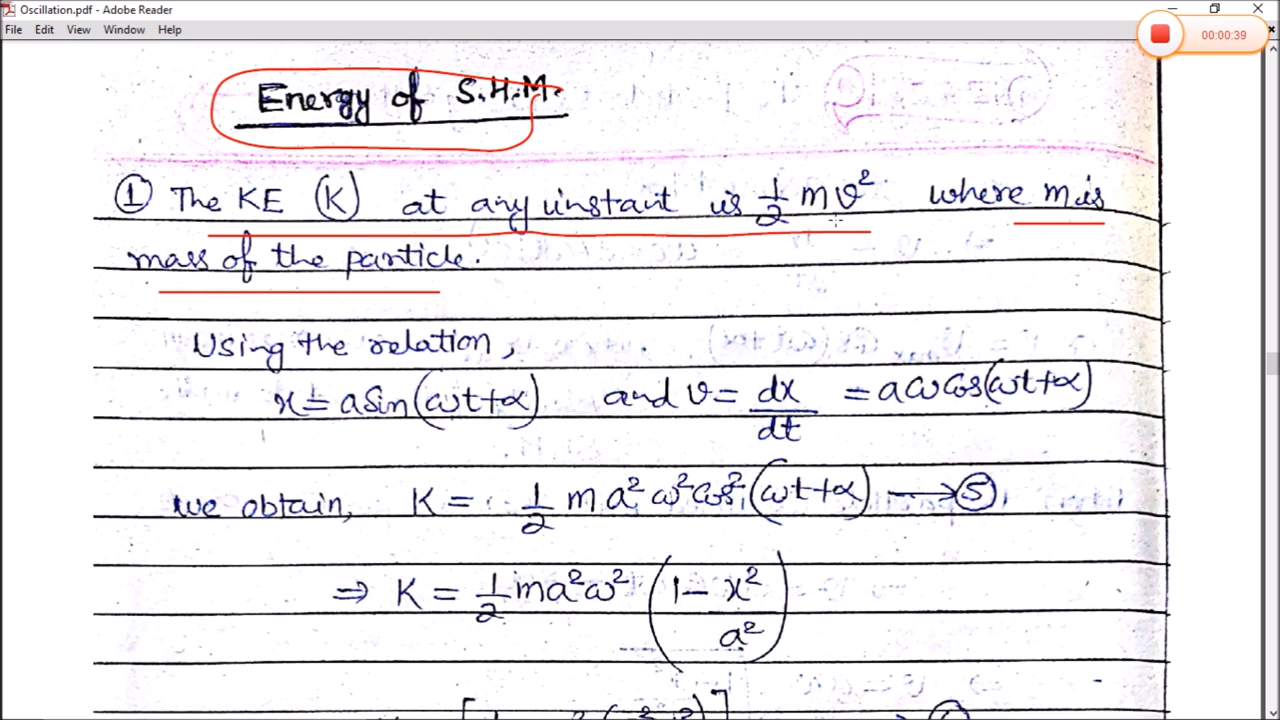 Oscillation.pdf - Adobe Reader
File Edit View Window Help
00:00:39
Energy of S.H.M.
① The KE (K) at any instant is 1/2 mv² where m is
mass of the particle.
Using the relation,
x = a Sin(ωt+α) and v = dx/dt = aω Cos(ωt+α)
we obtain, K = 1/2 m a² ω² cos² (ωt+α) → ⑤
⇒ K = 1/2 ma²ω² (1 - x²/a²)